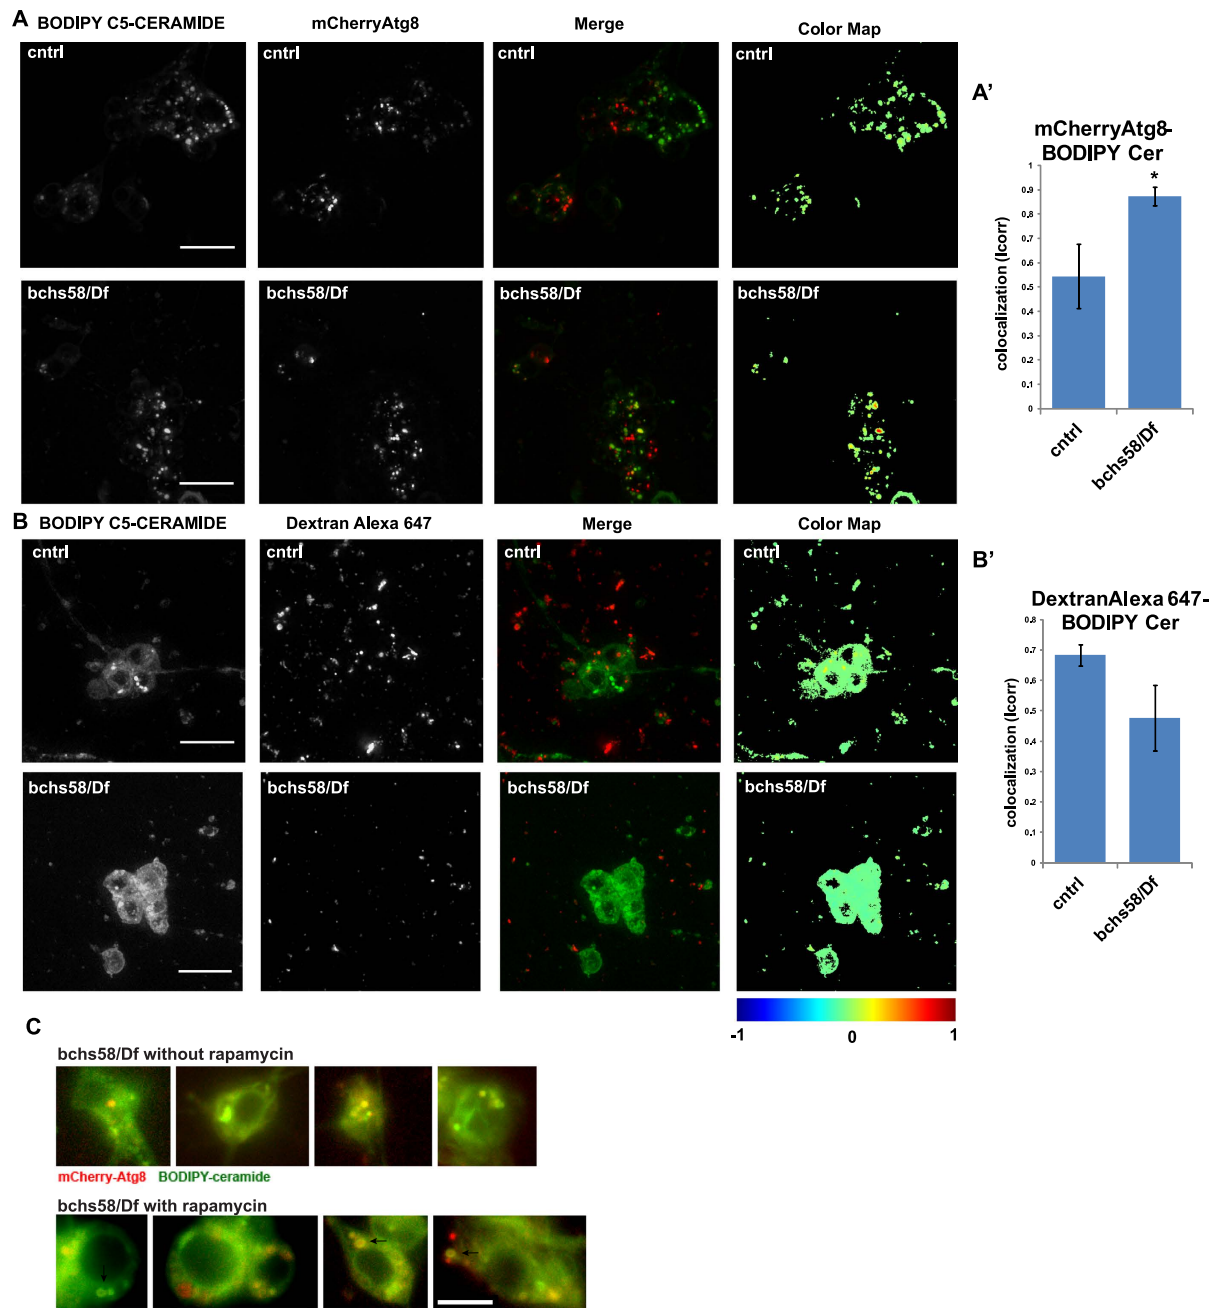 A
BODIPY C5-CERAMIDE
mCherryAtg8
Merge
Color Map
cntrl
cntrl
cntrl
cntrl
bchs58/Df
bchs58/Df
bchs58/Df
bchs58/Df
A'
mCherryAtg8-
BODIPY Cer
*
1
0.9
0.8
0.7
0.6
0.5
0.4
0.3
0.2
0.1
0
colocalization (Icorr)
cntrl
bchs58/Df
B
BODIPY C5-CERAMIDE
Dextran Alexa 647
Merge
Color Map
cntrl
cntrl
cntrl
cntrl
bchs58/Df
bchs58/Df
bchs58/Df
bchs58/Df
-1
0
1
B'
DextranAlexa 647-
BODIPY Cer
0.8
0.7
0.6
0.5
0.4
0.3
0.2
0.1
0
colocalization (Icorr)
cntrl
bchs58/Df
C
bchs58/Df without rapamycin
mCherry-Atg8 BODIPY-ceramide
bchs58/Df with rapamycin